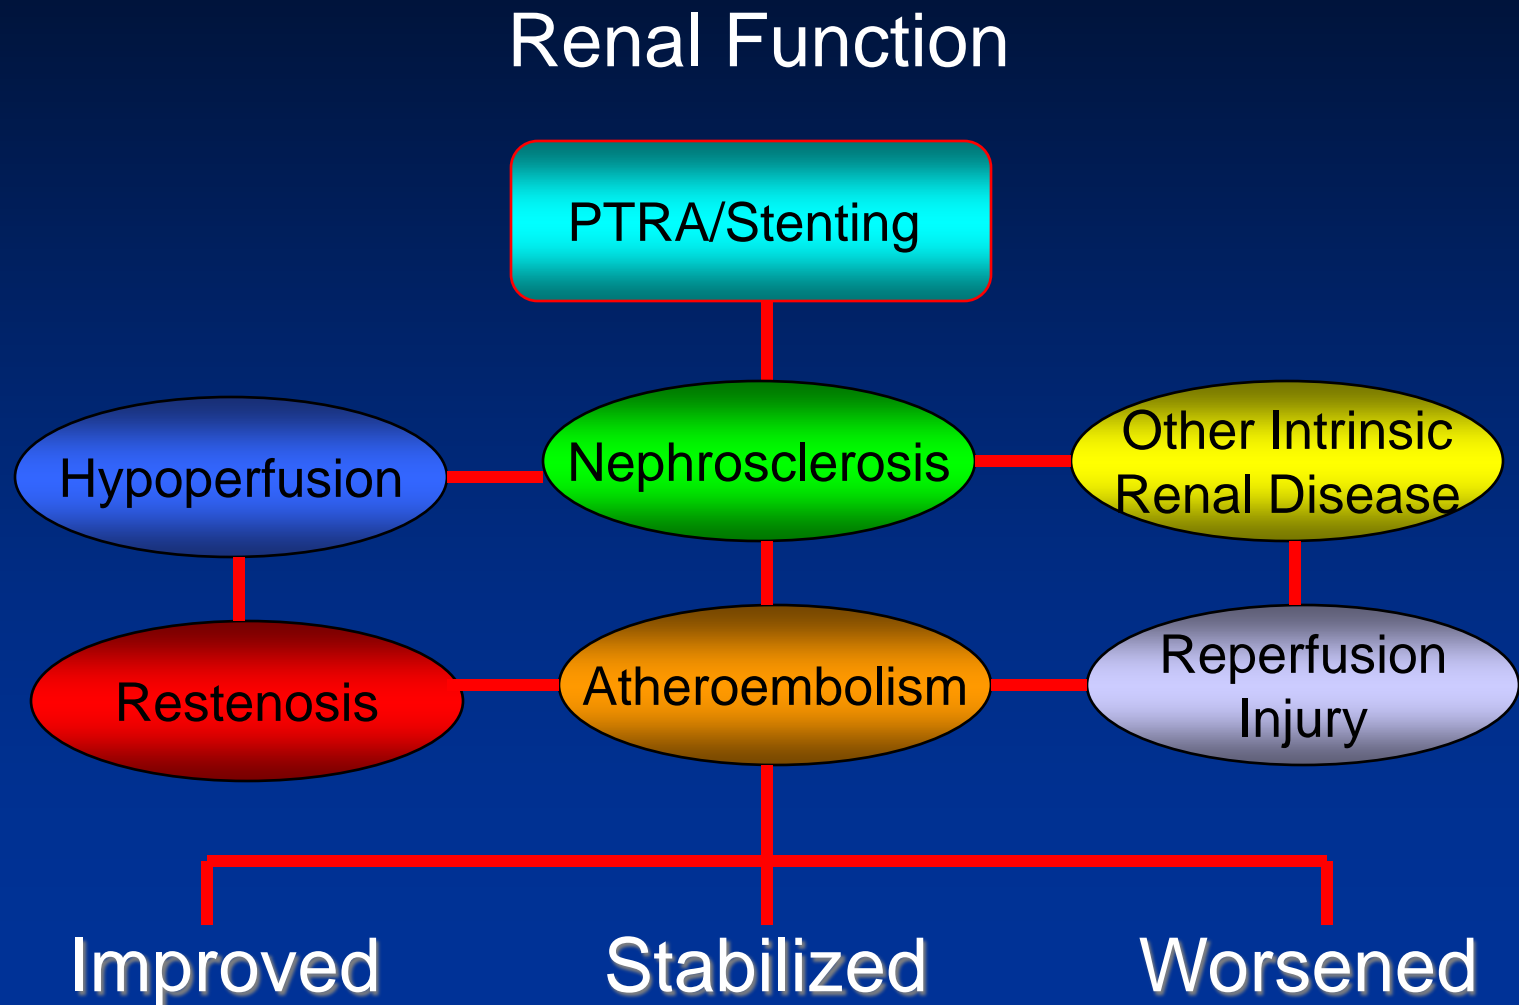 Renal Function
PTRA/Stenting
Hypoperfusion
Nephrosclerosis
Other Intrinsic
Renal Disease
Restenosis
Atheroembolism
Reperfusion
Injury
Improved
Stabilized
Worsened